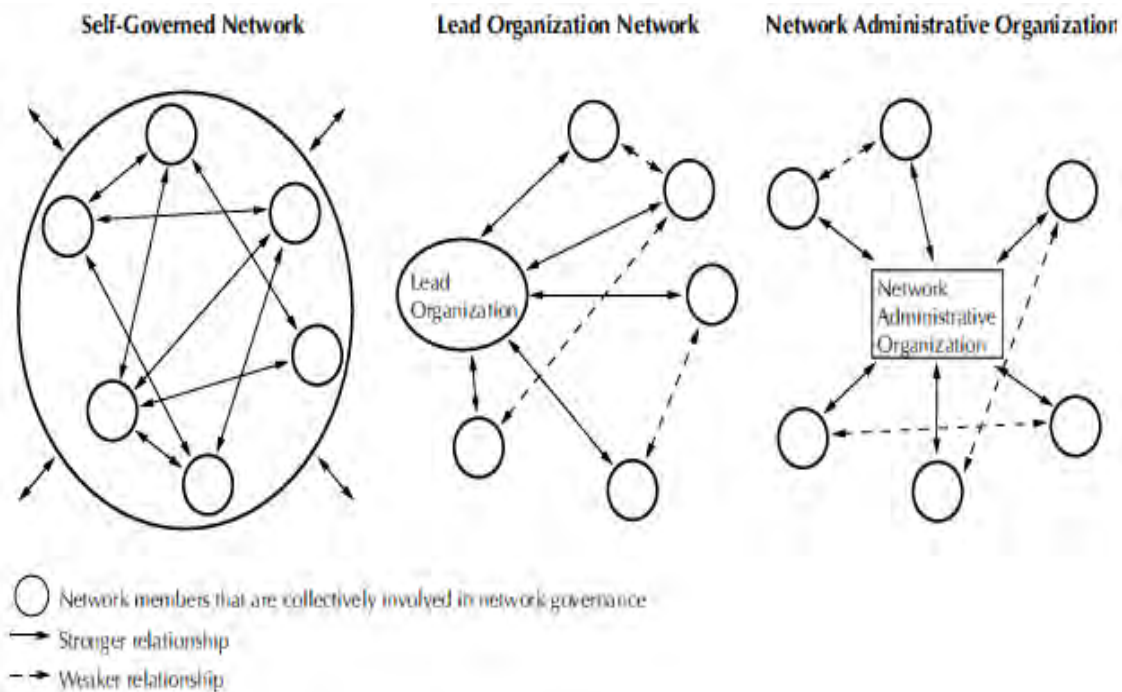 Self-Governed Network
Lead Organization Network
Network Administrative Organization
Lead
Organization
Network
Administrative
Organization
Network members that are collectively involved in network governance
Stronger relationship
Weaker relationship